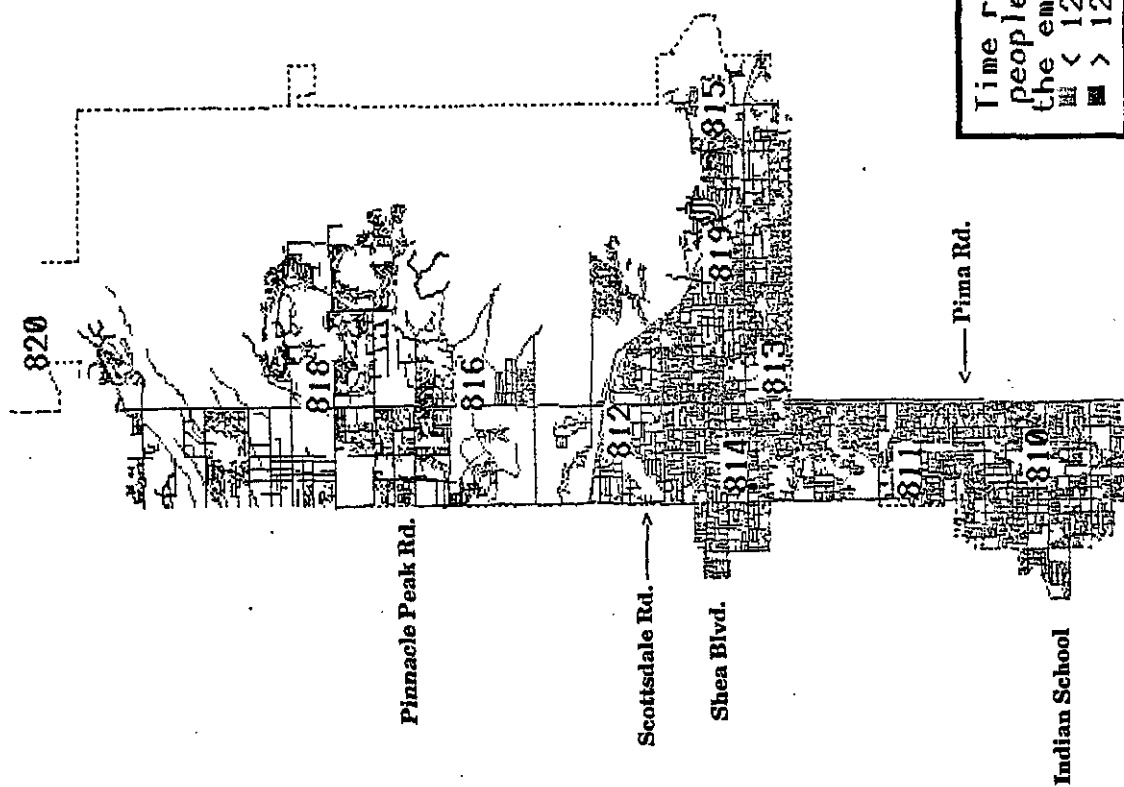 820
818
Pinnacle Peak Rd.
816
812
Scottsdale Rd.
815
819
814
Shea Blvd.
813
Pima Rd.
811
810
Indian School
Time r
people
the em
< 12
> 12